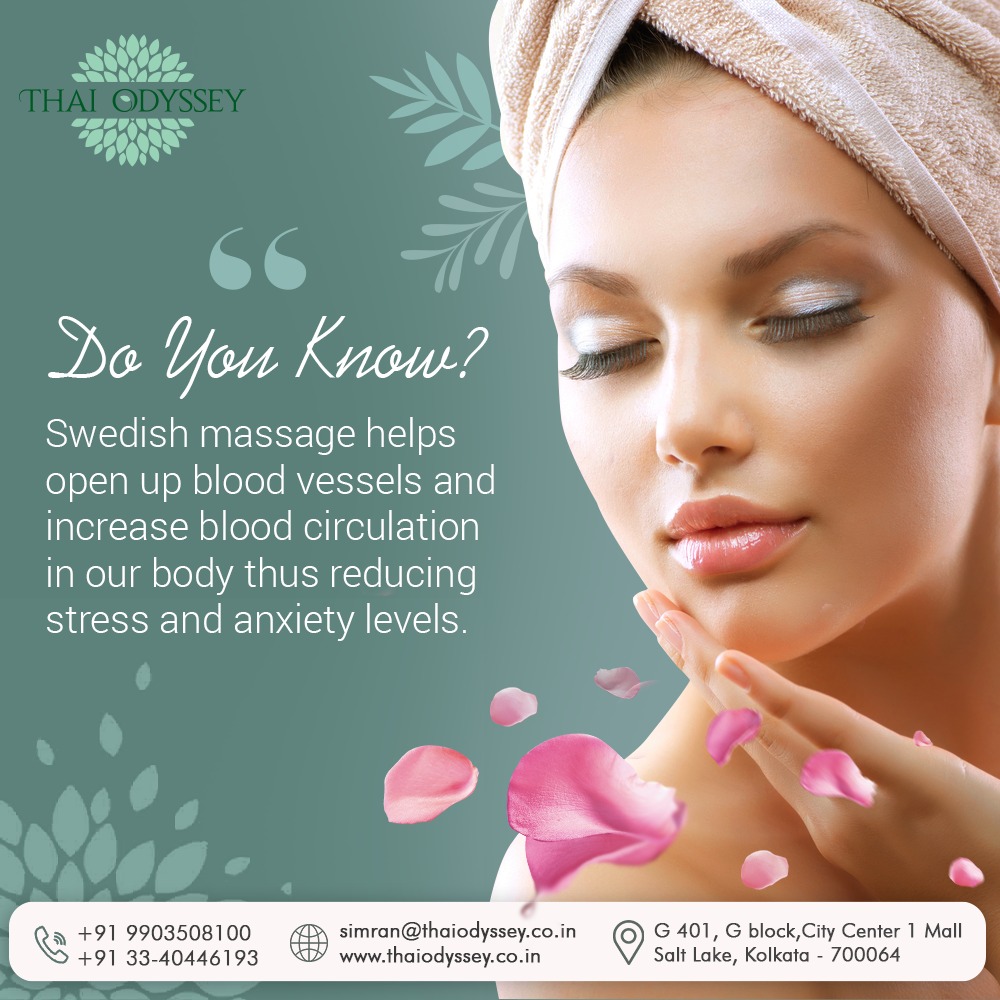 THAI ODYSSEY
“
Do You Know?
Swedish massage helps
open up blood vessels and
increase blood circulation
in our body thus reducing
stress and anxiety levels.
+91 9903508100
+91 33-40446193
simran@thaiodyssey.co.in
www.thaiodyssey.co.in
G 401, G block,City Center 1 Mall
Salt Lake, Kolkata - 700064